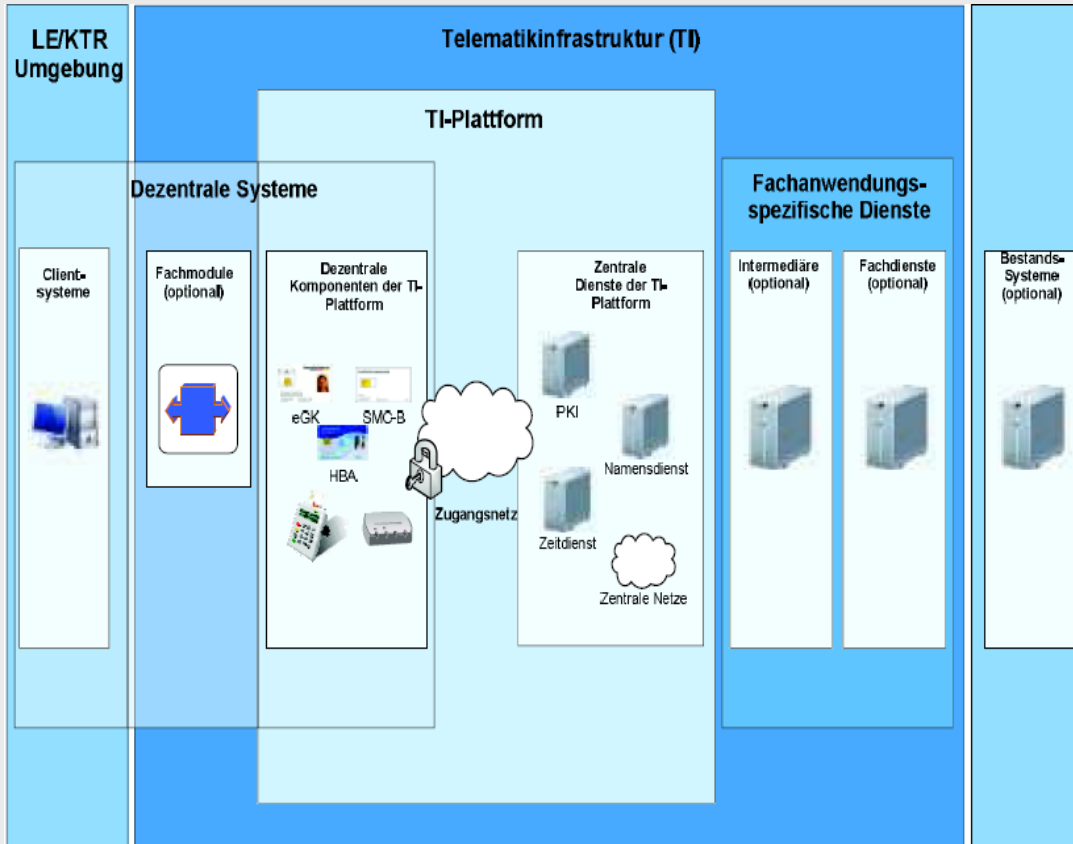 LE/KTR
Umgebung
Telematikinfrastruktur (TI)
TI-Plattform
Dezentrale Systeme
Fachanwendungs-
spezifische Dienste
Client-
systeme
Fachmodule
(optional)
Dezentrale
Komponenten der TI-
Plattform
Zentrale
Dienste der TI-
Plattform
Intermediäre
(optional)
Fachdienste
(optional)
Bestands-
Systeme
(optional)
eGK
SMC-B
HBA.
Zugangsnetz
PKI
Namensdienst
Zeitdienst
Zentrale Netze